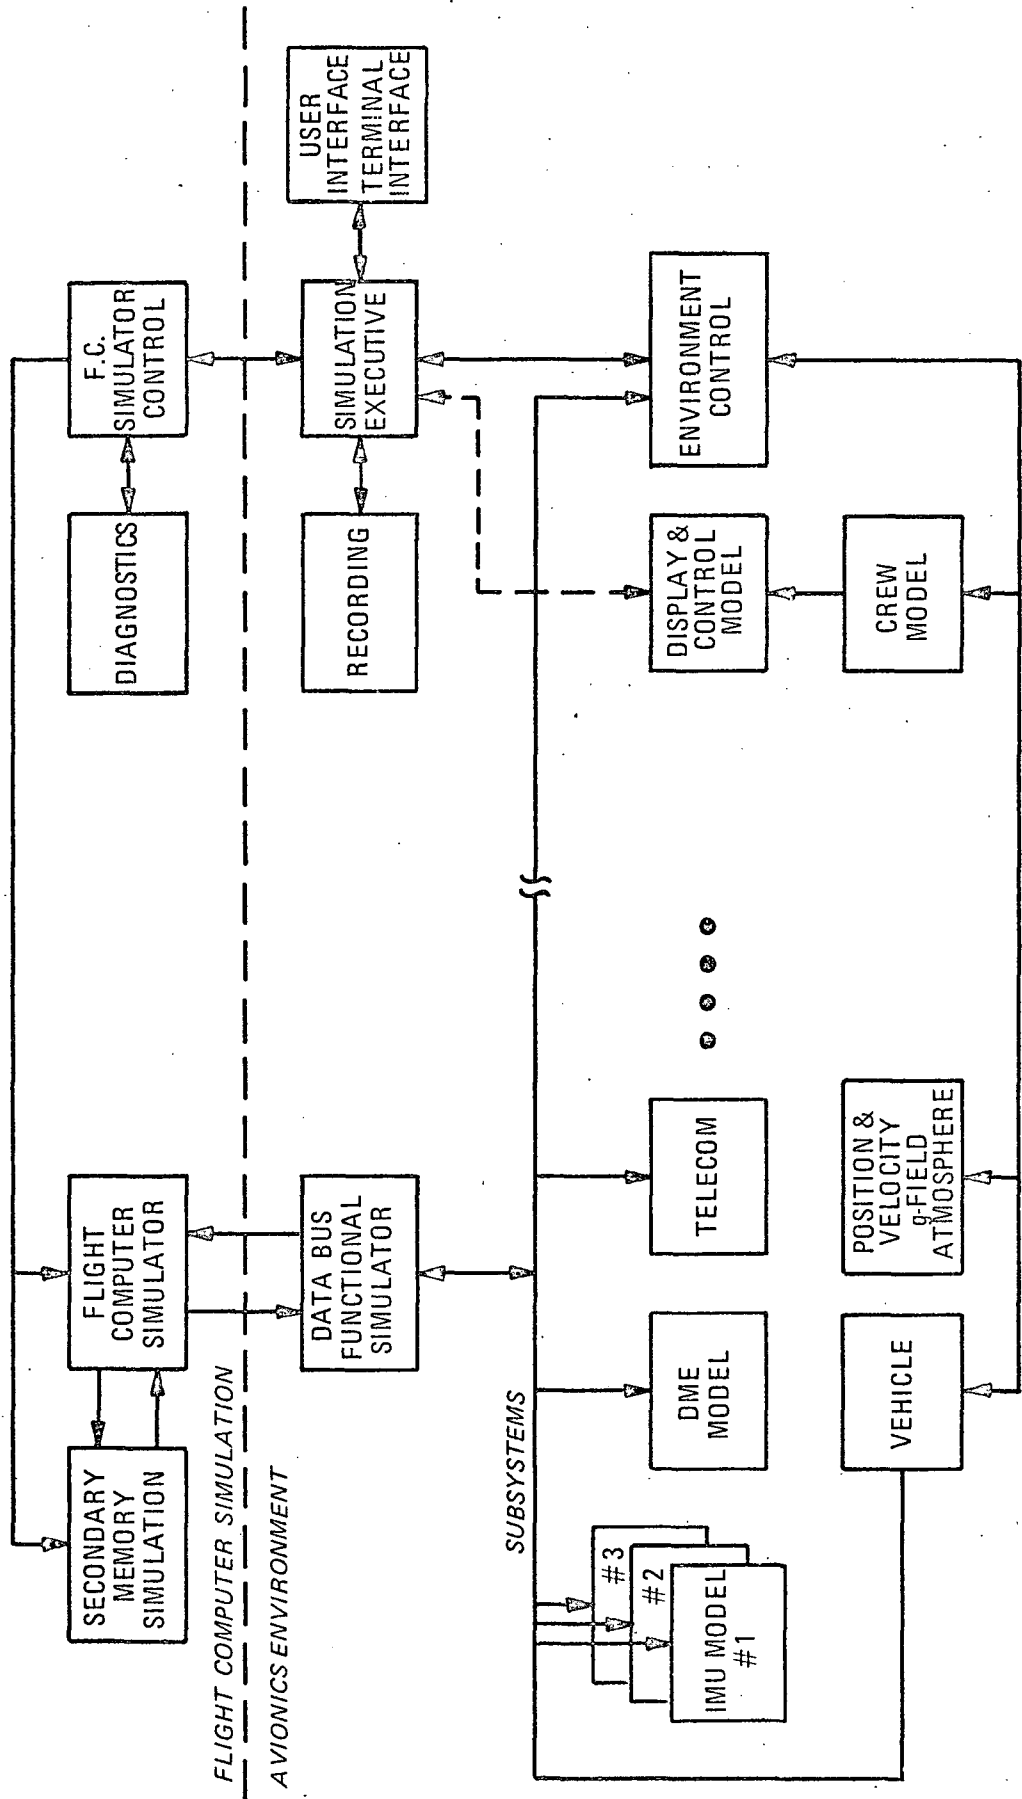 SECONDARY
MEMORY
SIMULATION
FLIGHT
COMPUTER
SIMULATOR
DIAGNOSTICS
F.C.
SIMULATOR
CONTROL
FLIGHT COMPUTER SIMULATION
AVIONICS ENVIRONMENT
DATA BUS
FUNCTIONAL
SIMULATOR
RECORDING
SIMULATION
EXECUTIVE
USER
INTERFACE
TERMINAL
INTERFACE
SUBSYSTEMS
#3
#2
IMU MODEL
#1
DME
MODEL
TELECOM
DISPLAY &
CONTROL
MODEL
ENVIRONMENT
CONTROL
VEHICLE
POSITION &
VELOCITY
g-FIELD
ATMOSPHERE
CREW
MODEL